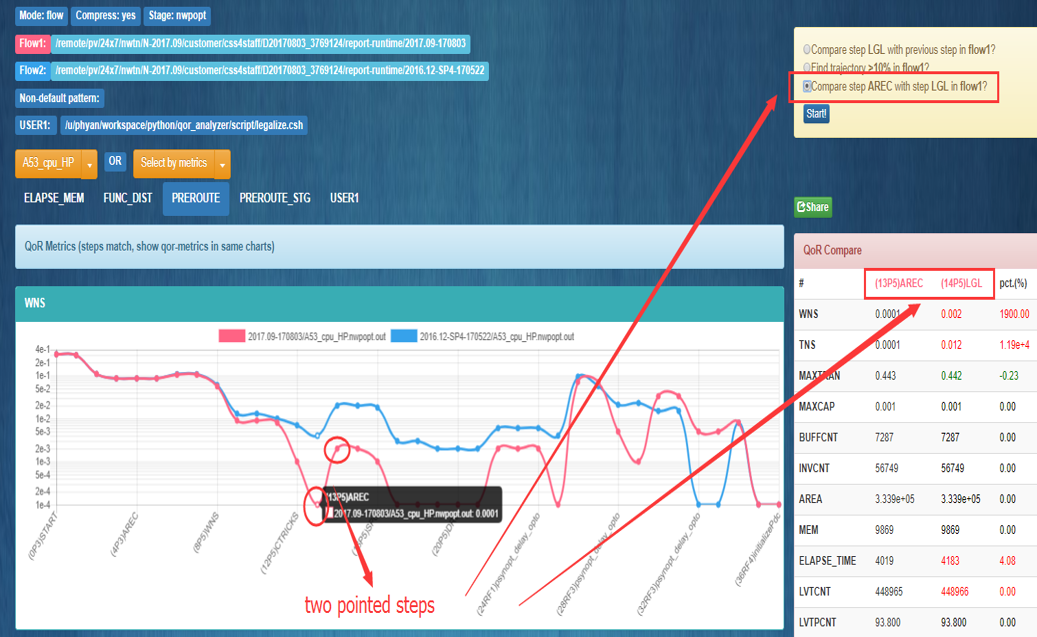 Mode: flow Compress: yes Stage: nwpopt
Flow1: /remote/pv/24x7/nwtn/N-2017.09/customer/css4staff/D20170803_3769124/report-runtime/2017.09-170803
Flow2: /remote/pv/24x7/nwtn/N-2017.09/customer/css4staff/D20170803_3769124/report-runtime/2016.12-SP4-170522
Non-default pattern:
USER1: /u/phyan/workspace/python/qor_analyzer/script/legalize.csh
A53_cpu_HP OR Select by metrics
ELAPSE_MEM FUNC_DIST PREROUTE PREROUTE_STG USER1
QoR Metrics (steps match, show qor-metrics in same charts)
WNS
2017.09-170803/A53_cpu_HP.nwpopt.out 2016.12-SP4-170522/A53_cpu_HP.nwpopt.out
4e-1
2e-1
1e-1
5e-2
2e-2
1e-2
5e-3
2e-3
1e-3
4e-4
2e-4
1e-4
(13P5)AREC
2017.09-170803/A53_cpu_HP.nwpopt.out: 0.0001
(0P3)START (4P3)AREC (8P5)WNS (12P5)CTRICKS (24RF1)psynopt_delay_opto (28RF3)psynopt_delay_opto (32RF3)psynopt_delay_opto (36RF4)initializePdc
two pointed steps
Compare step LGL with previous step in flow1?
Find trajectory >10% in flow1?
Compare step AREC with step LGL in flow1?
Start!
Share
QoR Compare
# (13P5)AREC (14P5)LGL pct.(%)
WNS 0.0001 0.002 1900.00
TNS 0.0001 0.012 1.19e+4
MAXTRAN 0.443 0.442 -0.23
MAXCAP 0.001 0.001 0.00
BUFFCNT 7287 7287 0.00
INVCNT 56749 56749 0.00
AREA 3.339e+05 3.339e+05 0.00
MEM 9869 9869 0.00
ELAPSE_TIME 4019 4183 4.08
LVTCNT 448965 448966 0.00
LVTPCNT 93.800 93.800 0.00